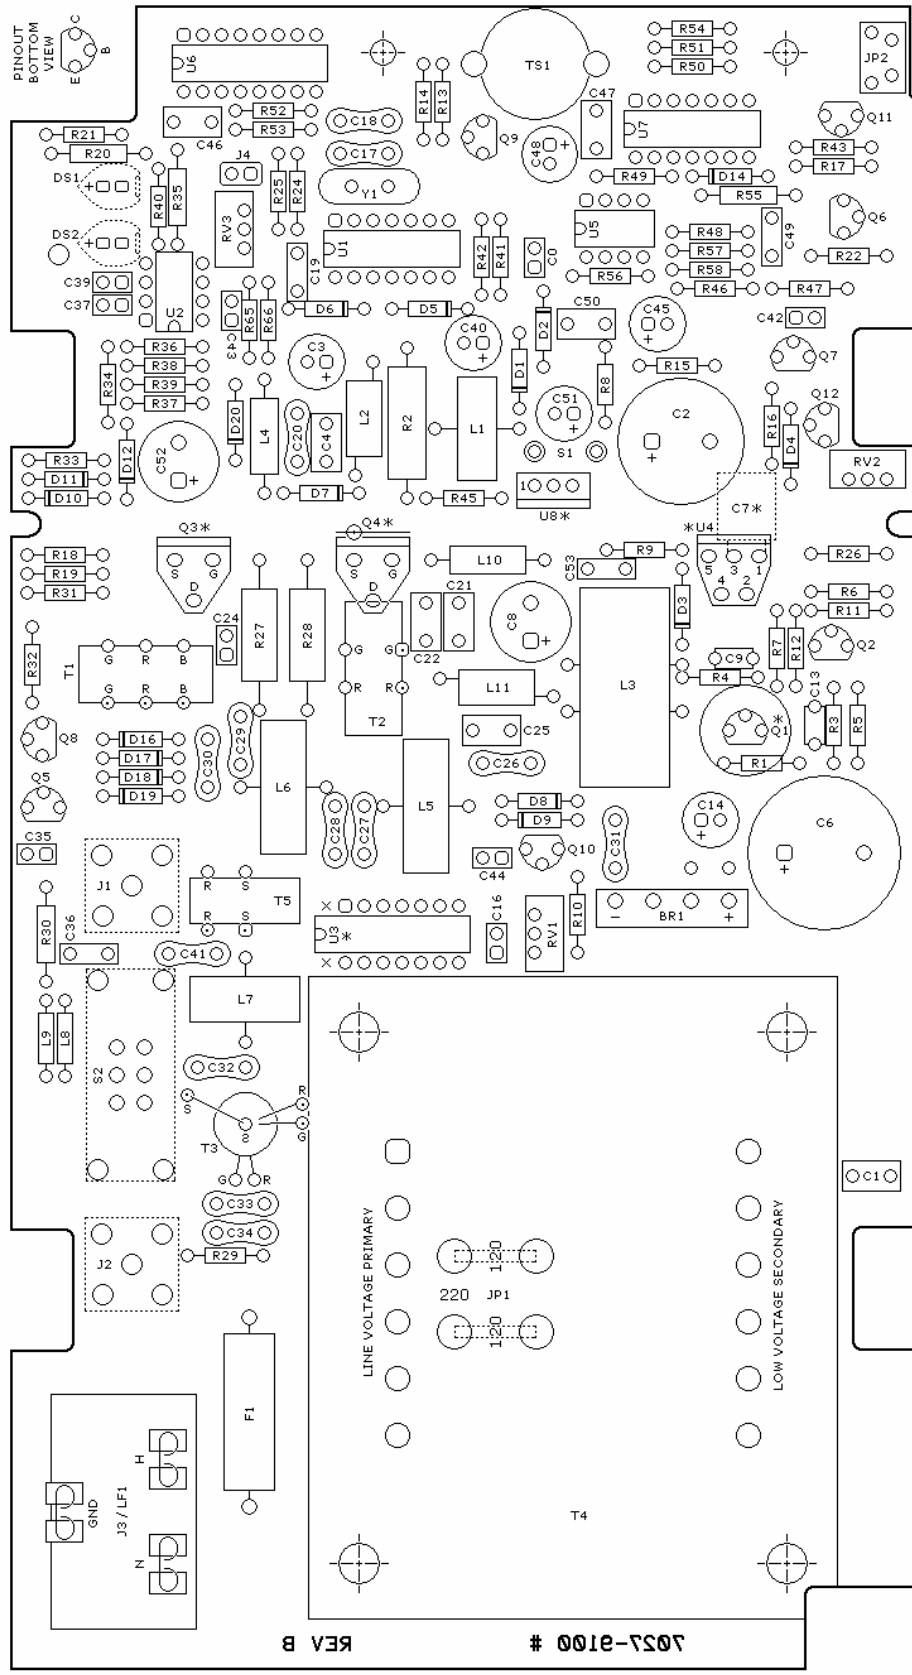 PINOUT
BOTTOM
VIEW
C
B
E
U6
TS1
R54
R51
R50
JP2
R14
R13
C47
U7
Q11
C46
R52
R53
C18
Q9
C48
+
R21
R20
C17
R43
R17
J4
DS1
+
R40
R35
R25
R24
Y1
R49
D14
R55
RV3
U5
Q6
DS2
+
U1
R42
R41
C0
R48
C49
R57
R22
C19
R58
R56
C39
U2
R46
R47
C37
C43
R65
R66
D6
D5
D2
C50
C45
+
C42
R36
C3
+
C40
+
D1
R8
R15
Q7
R38
R34
R39
R37
D20
L4
C20
C4
L2
R2
L1
C51
+
C2
+
R16
D4
Q12
D12
C52
+
S1
R33
D11
D10
D7
R45
1
U8*
C7*
RV2
Q3*
Q4*
*U4
S
G
D
S
G
D
L10
C53
R9
5
3
1
4
2
R18
R19
R31
R26
R6
R11
C24
R27
R28
C21
C22
C8
+
D3
R7
R12
Q2
R32
T1
G
R
B
G
R
B
G
G
R
R
T2
L11
L3
C9
R4
C13
R3
R5
*
Q1
Q8
D16
D17
D18
D19
C30
C29
C25
C26
R1
Q5
L6
C28
C27
L5
D8
D9
C31
C14
+
C6
+
C35
J1
C44
Q10
R
S
T5
R
S
BR1
-
+
R30
C36
X
U3*
X
C16
RV1
R10
C41
L7
L9
L8
S2
C32
S
S
R
G
T3
G
R
C33
C34
C1
J2
R29
LINE VOLTAGE PRIMARY
120
220
JP1
120
LOW VOLTAGE SECONDARY
F1
H
GND
J3/LF1
N
T4
REV B
# 7027-9100